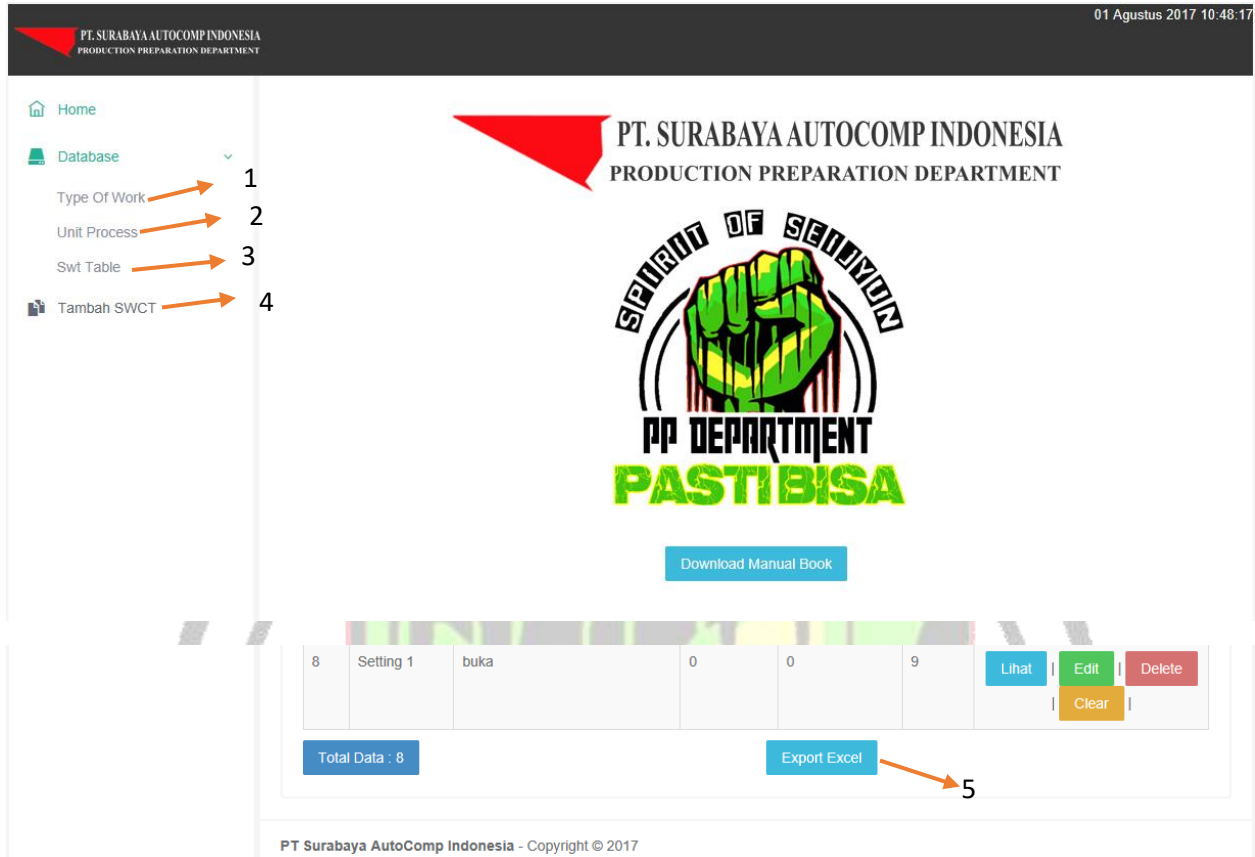 01 Agustus 2017 10:48:17
PT. SURABAYA AUTOCOMP INDONESIA
PRODUCTION PREPARATION DEPARTMENT
Home
Database
Type Of Work
1
Unit Process
2
Swt Table
3
Tambah SWCT
4
PT. SURABAYA AUTOCOMP INDONESIA
PRODUCTION PREPARATION DEPARTMENT
SPIRIT OF SEIJYUN
PP DEPARTMENT
PASTI BISA
Download Manual Book
8 Setting 1 buka 0 0 9 Lihat | Edit | Delete
| Clear |
Total Data : 8 Export Excel
5
PT Surabaya AutoComp Indonesia - Copyright © 2017